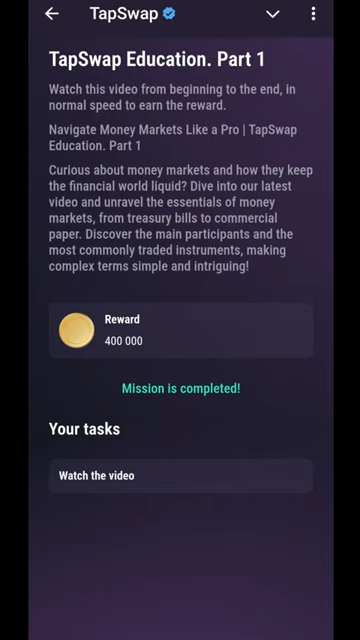 TapSwap
TapSwap Education. Part 1
Watch this video from beginning to the end, in
normal speed to earn the reward.
Navigate Money Markets Like a Pro | TapSwap
Education. Part 1
Curious about money markets and how they keep
the financial world liquid? Dive into our latest
video and unravel the essentials of money
markets, from treasury bills to commercial
paper. Discover the main participants and the
most commonly traded instruments, making
complex terms simple and intriguing!
Reward
400 000
Mission is completed!
Your tasks
Watch the video